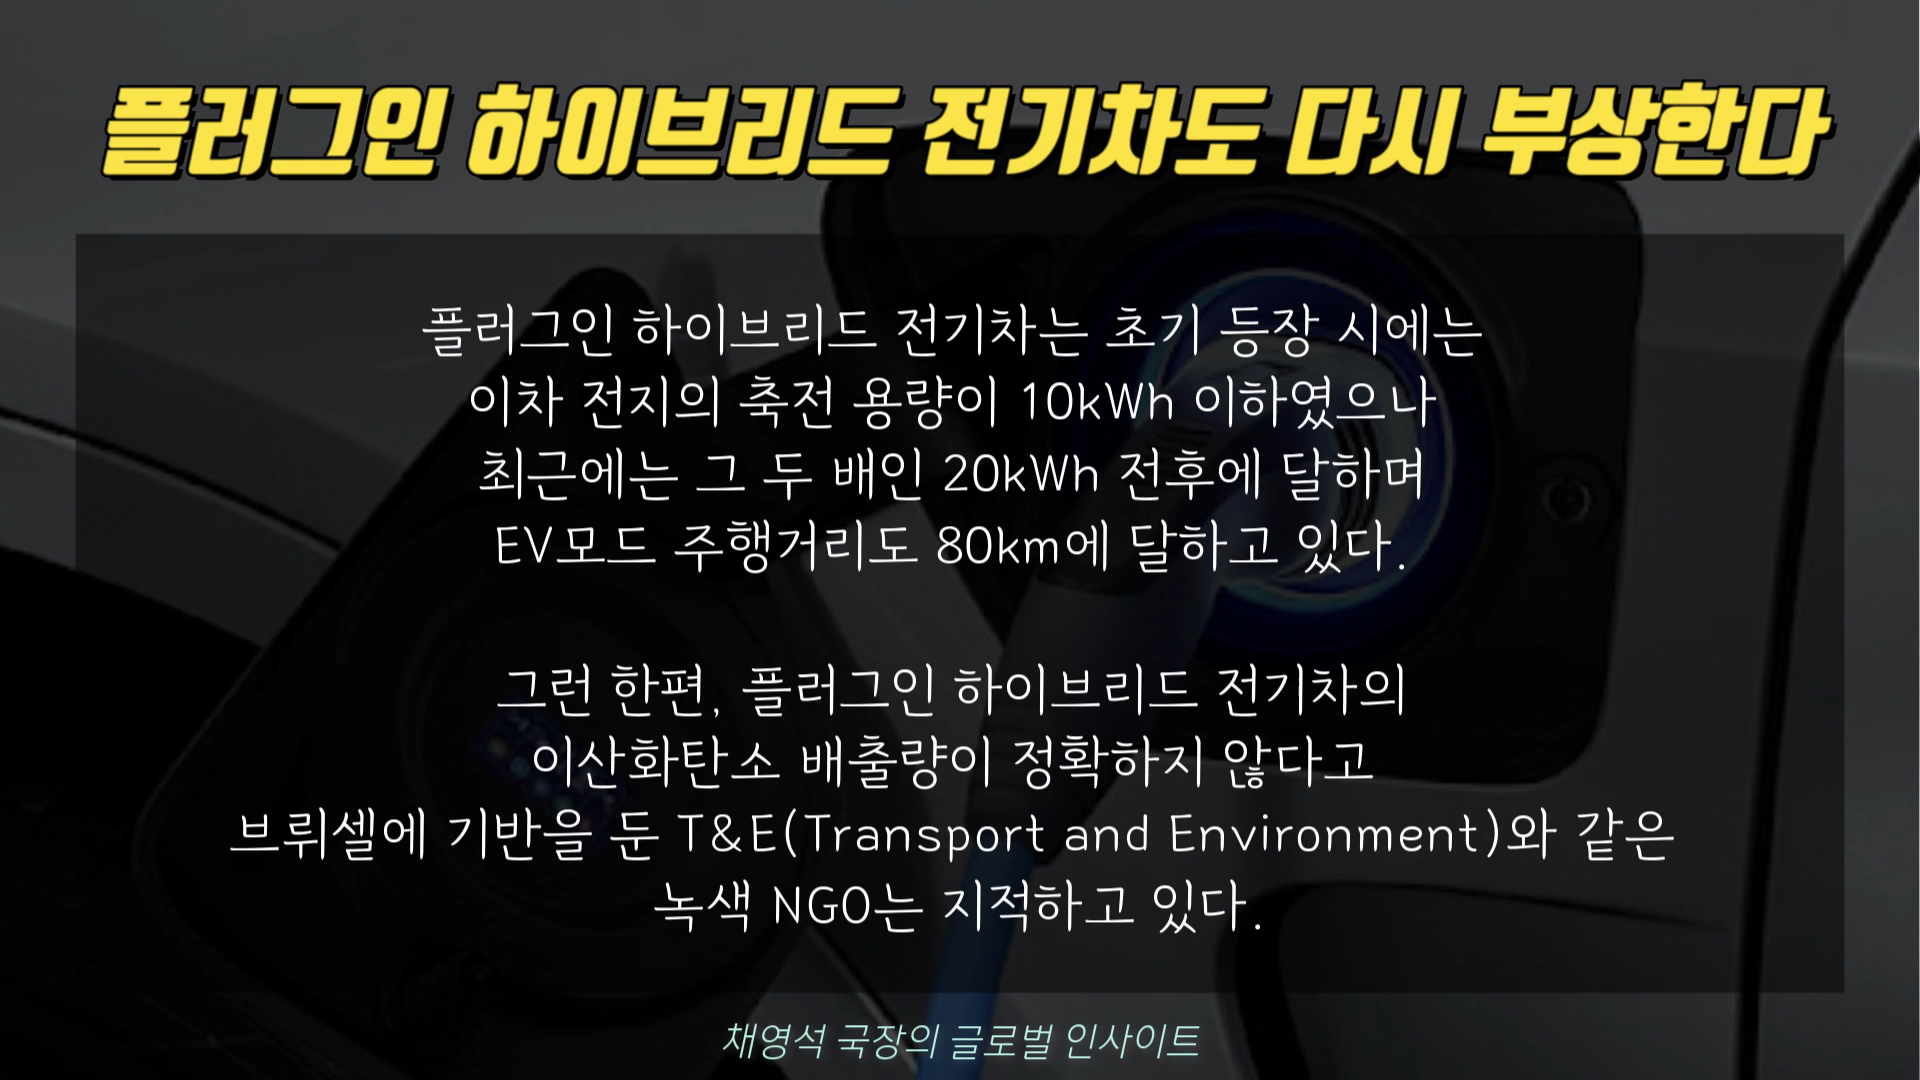 플러그인 하이브리드 전기차도 다시 부상한다
플러그인 하이브리드 전기차는 초기 등장 시에는
이차 전지의 축전 용량이 10kWh 이하였으나
최근에는 그 두 배인 20kWh 전후에 달하며
EV모드 주행거리도 80km에 달하고 있다.
그런 한편, 플러그인 하이브리드 전기차의
이산화탄소 배출량이 정확하지 않다고
브뤼셀에 기반을 둔 T&E(Transport and Environment)와 같은
녹색 NGO는 지적하고 있다.
채영석 국장의 글로벌 인사이트